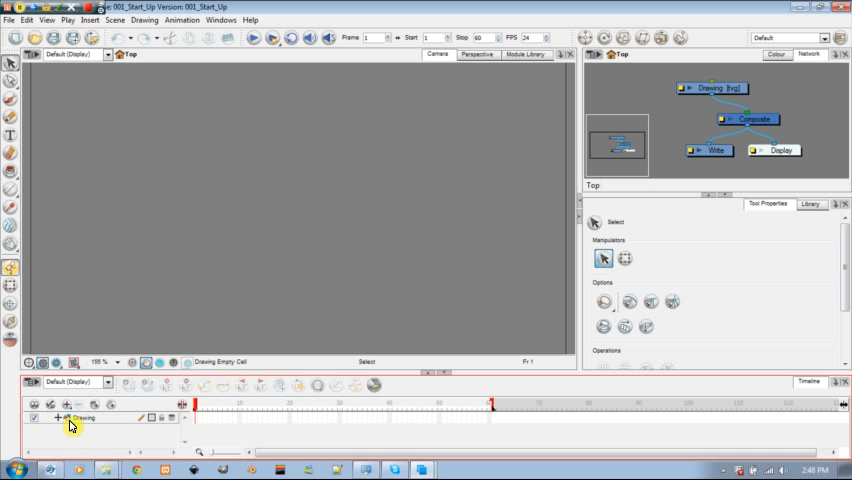 e: 001_Start_Up Version: 001_Start_Up
File Edit View Play Insert Scene Drawing Animation Windows Help
Frame 1 Start 1 Stop 60 FPS 24 Default
Default (Display) Top Camera Perspective Module Library Top Colour Network
Drawing (tvg)
Composite
Write Display
Top
Tool Properties Library
Select
Manipulators
Options
Operations
156 % Drawing Empty Cell Select Fr 1
Default (Display) Timeline
10 20 30 40 50 60 70 80 90 100 110 120
Drawing
2:48 PM